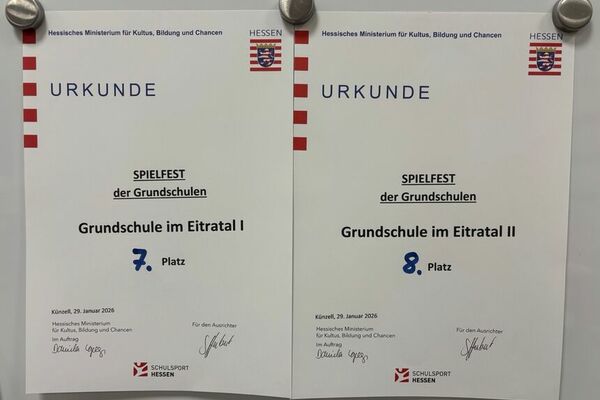 Hessisches Ministerium für Kultus, Bildung und Chancen
HESSEN
URKUNDE
SPIELFEST
der Grundschulen
Grundschule im Eitratal I
7. Platz
Künzell, 29. Januar 2026
Hessisches Ministerium
für Kultus, Bildung und Chancen
Im Auftrag
Für den Ausrichter
SCHULSPORT
HESSEN
Hessisches Ministerium für Kultus, Bildung und Chancen
HESSEN
URKUNDE
SPIELFEST
der Grundschulen
Grundschule im Eitratal II
8. Platz
Künzell, 29. Januar 2026
Hessisches Ministerium
für Kultus, Bildung und Chancen
Im Auftrag
Für den Ausrichter
SCHULSPORT
HESSEN